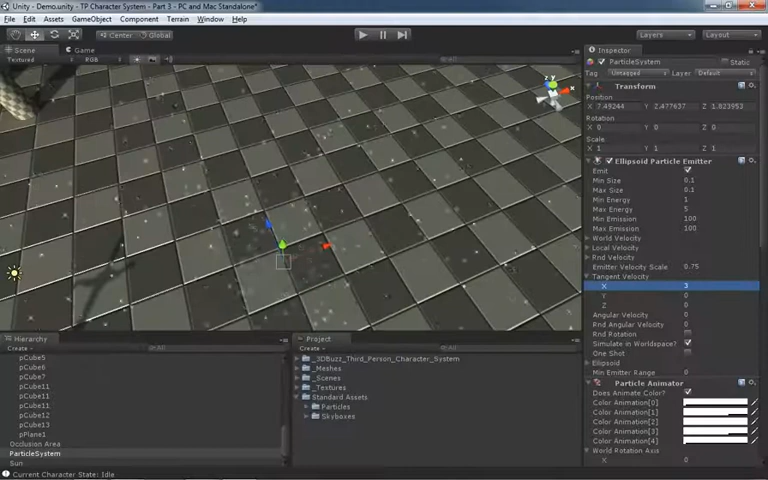 Unity - Demo.unity - TP Character System - Part 3 - PC and Mac Standalone*
File Edit Assets GameObject Component Terrain Window Help
Center Global Layers Layout
Scene Game
Textured RGB All
z y x
Inspector
ParticleSystem Static
Tag Untagged Layer Default
Transform
Position
X 7.49244 Y 2.477637 Z 1.823953
Rotation
X 0 Y 0 Z 0
Scale
X 1 Y 1 Z 1
Ellipsoid Particle Emitter
Emit
Min Size 0.1
Max Size 0.1
Min Energy 1
Max Energy 5
Min Emission 100
Max Emission 100
World Velocity
Local Velocity
Rnd Velocity
Emitter Velocity Scale 0.75
Tangent Velocity
X 3
Y 0
Z 0
Angular Velocity 0
Rnd Angular Velocity 0
Rnd Rotation
Simulate in Worldspace?
One Shot
Ellipsoid
Min Emitter Range 0
Particle Animator
Does Animate Color?
Color Animation[0]
Color Animation[1]
Color Animation[2]
Color Animation[3]
Color Animation[4]
World Rotation Axis
X 0
Hierarchy
Create All
pCube5
pCube6
pCube7
pCube11
pCube11
pCube11
pCube12
pCube13
pPlane1
Occlusion Area
ParticleSystem
Sun
Project
Create All
_3DBuzz_Third_Person_Character_System
_Meshes
_Scenes
_Textures
Standard Assets
Particles
Skyboxes
Current Character State: Idle